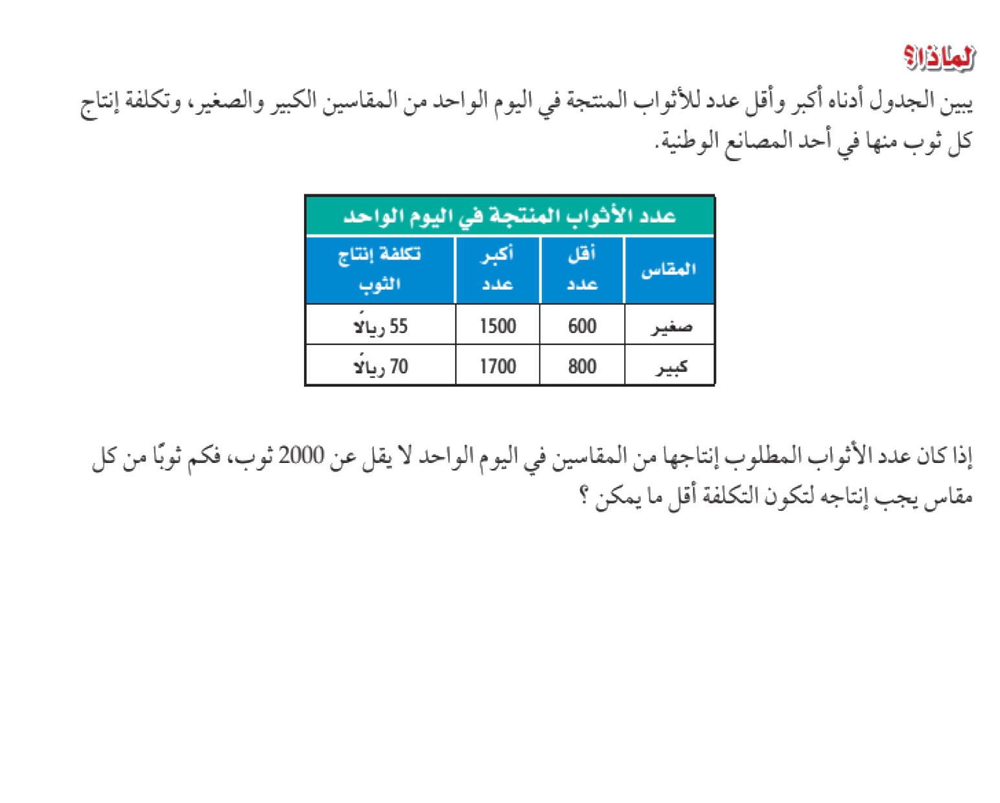 لماذا؟
يبين الجدول أدناه أكبر وأقل عدد للأثواب المنتجة في اليوم الواحد من المقاسين الكبير والصغير، وتكلفة إنتاج
كل ثوب منها في أحد المصانع الوطنية.
عدد الأثواب المنتجة في اليوم الواحد
المقاس أقل عدد أكبر عدد تكلفة إنتاج الثوب
صغير 600 1500 55 ريالًا
كبير 800 1700 70 ريالًا
إذا كان عدد الأثواب المطلوب إنتاجها من المقاسين في اليوم الواحد لا يقل عن 2000 ثوب، فكم ثوبًا من كل
مقاس يجب إنتاجه لتكون التكلفة أقل ما يمكن ؟